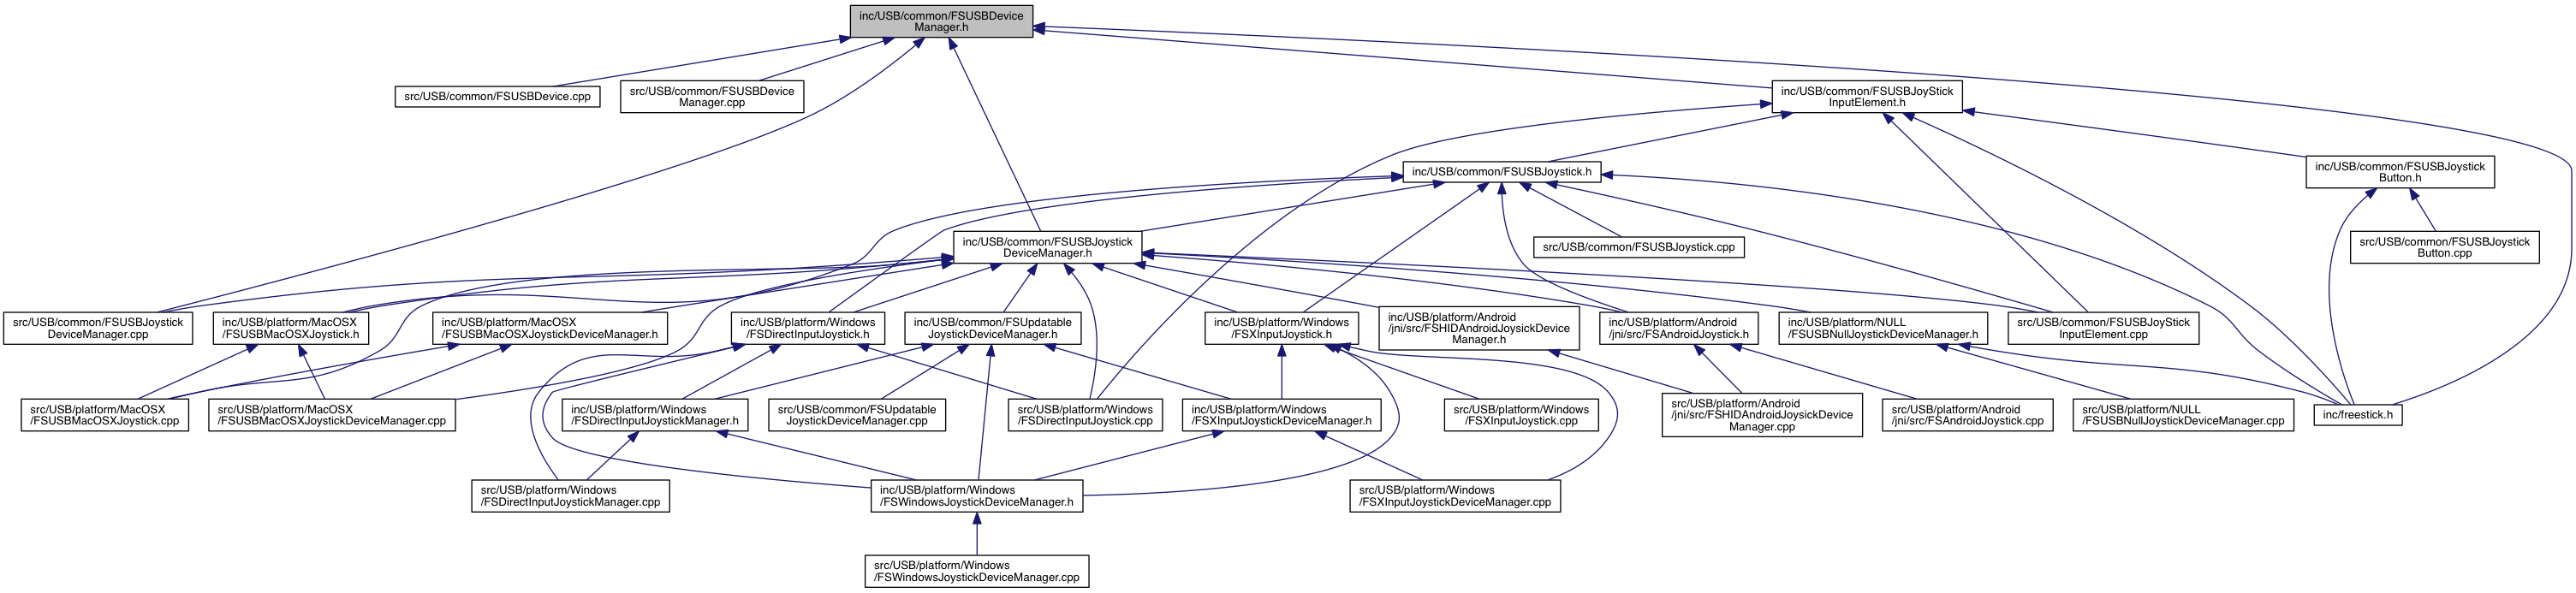 inc/USB/common/FSUSBDevice
Manager.h
src/USB/common/FSUSBDevice.cpp
src/USB/common/FSUSBDevice
Manager.cpp
inc/USB/common/FSUSBJoyStick
InputElement.h
inc/USB/common/FSUSBJoystick.h
inc/USB/common/FSUSBJoystick
Button.h
inc/USB/common/FSUSBJoystick
DeviceManager.h
src/USB/common/FSUSBJoystick.cpp
src/USB/common/FSUSBJoystick
Button.cpp
src/USB/common/FSUSBJoystick
DeviceManager.cpp
inc/USB/platform/MacOSX
/FSUSBMacOSXJoystick.h
inc/USB/platform/MacOSX
/FSUSBMacOSXJoystickDeviceManager.h
inc/USB/platform/Windows
/FSDirectInputJoystick.h
inc/USB/common/FSUpdatable
JoystickDeviceManager.h
inc/USB/platform/Windows
/FSXInputJoystick.h
inc/USB/platform/Android
/jni/src/FSHIDAndroidJoysickDevice
Manager.h
inc/USB/platform/Android
/jni/src/FSAndroidJoystick.h
inc/USB/platform/NULL
/FSUSBNullJoystickDeviceManager.h
src/USB/common/FSUSBJoyStick
InputElement.cpp
src/USB/platform/MacOSX
/FSUSBMacOSXJoystick.cpp
src/USB/platform/MacOSX
/FSUSBMacOSXJoystickDeviceManager.cpp
inc/USB/platform/Windows
/FSDirectInputJoystickManager.h
src/USB/common/FSUpdatable
JoystickDeviceManager.cpp
src/USB/platform/Windows
/FSDirectInputJoystick.cpp
inc/USB/platform/Windows
/FSXInputJoystickDeviceManager.h
src/USB/platform/Windows
/FSXInputJoystick.cpp
src/USB/platform/Android
/jni/src/FSHIDAndroidJoysickDevice
Manager.cpp
src/USB/platform/Android
/jni/src/FSAndroidJoystick.cpp
src/USB/platform/NULL
/FSUSBNullJoystickDeviceManager.cpp
inc/freestick.h
src/USB/platform/Windows
/FSDirectInputJoystickManager.cpp
inc/USB/platform/Windows
/FSWindowsJoystickDeviceManager.h
src/USB/platform/Windows
/FSXInputJoystickDeviceManager.cpp
src/USB/platform/Windows
/FSWindowsJoystickDeviceManager.cpp